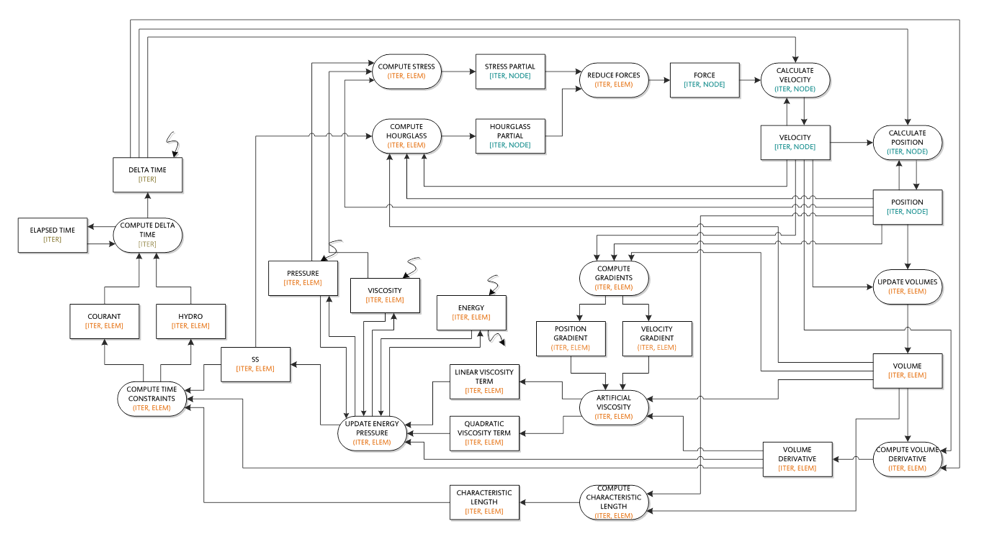 COMPUTE STRESS
(ITER, ELEM)
STRESS PARTIAL
[ITER, NODE]
REDUCE FORCES
(ITER, ELEM)
FORCE
[ITER, NODE]
CALCULATE
VELOCITY
(ITER, NODE)
COMPUTE
HOURGLASS
(ITER, ELEM)
HOURGLASS
PARTIAL
[ITER, NODE]
VELOCITY
[ITER, NODE]
CALCULATE
POSITION
(ITER, NODE)
DELTA TIME
[ITER]
POSITION
[ITER, NODE]
ELAPSED TIME
[ITER]
COMPUTE DELTA
TIME
(ITER)
PRESSURE
[ITER, ELEM]
VISCOSITY
[ITER, ELEM]
ENERGY
[ITER, ELEM]
COMPUTE
GRADIENTS
(ITER, ELEM)
UPDATE VOLUMES
(ITER, ELEM)
COURANT
[ITER, ELEM]
HYDRO
[ITER, ELEM]
POSITION
GRADIENT
[ITER, ELEM]
VELOCITY
GRADIENT
[ITER, ELEM]
SS
[ITER, ELEM]
VOLUME
[ITER, ELEM]
LINEAR VISCOSITY
TERM
[ITER, ELEM]
COMPUTE TIME
CONSTRAINTS
(ITER, ELEM)
ARTIFICIAL
VISCOSITY
(ITER, ELEM)
UPDATE ENERGY
PRESSURE
(ITER, ELEM)
QUADRATIC
VISCOSITY TERM
[ITER, ELEM]
VOLUME
DERIVATIVE
[ITER, ELEM]
COMPUTE VOLUME
DERIVATIVE
(ITER, ELEM)
CHARACTERISTIC
LENGTH
[ITER, ELEM]
COMPUTE
CHARACTERISTIC
LENGTH
(ITER, ELEM)